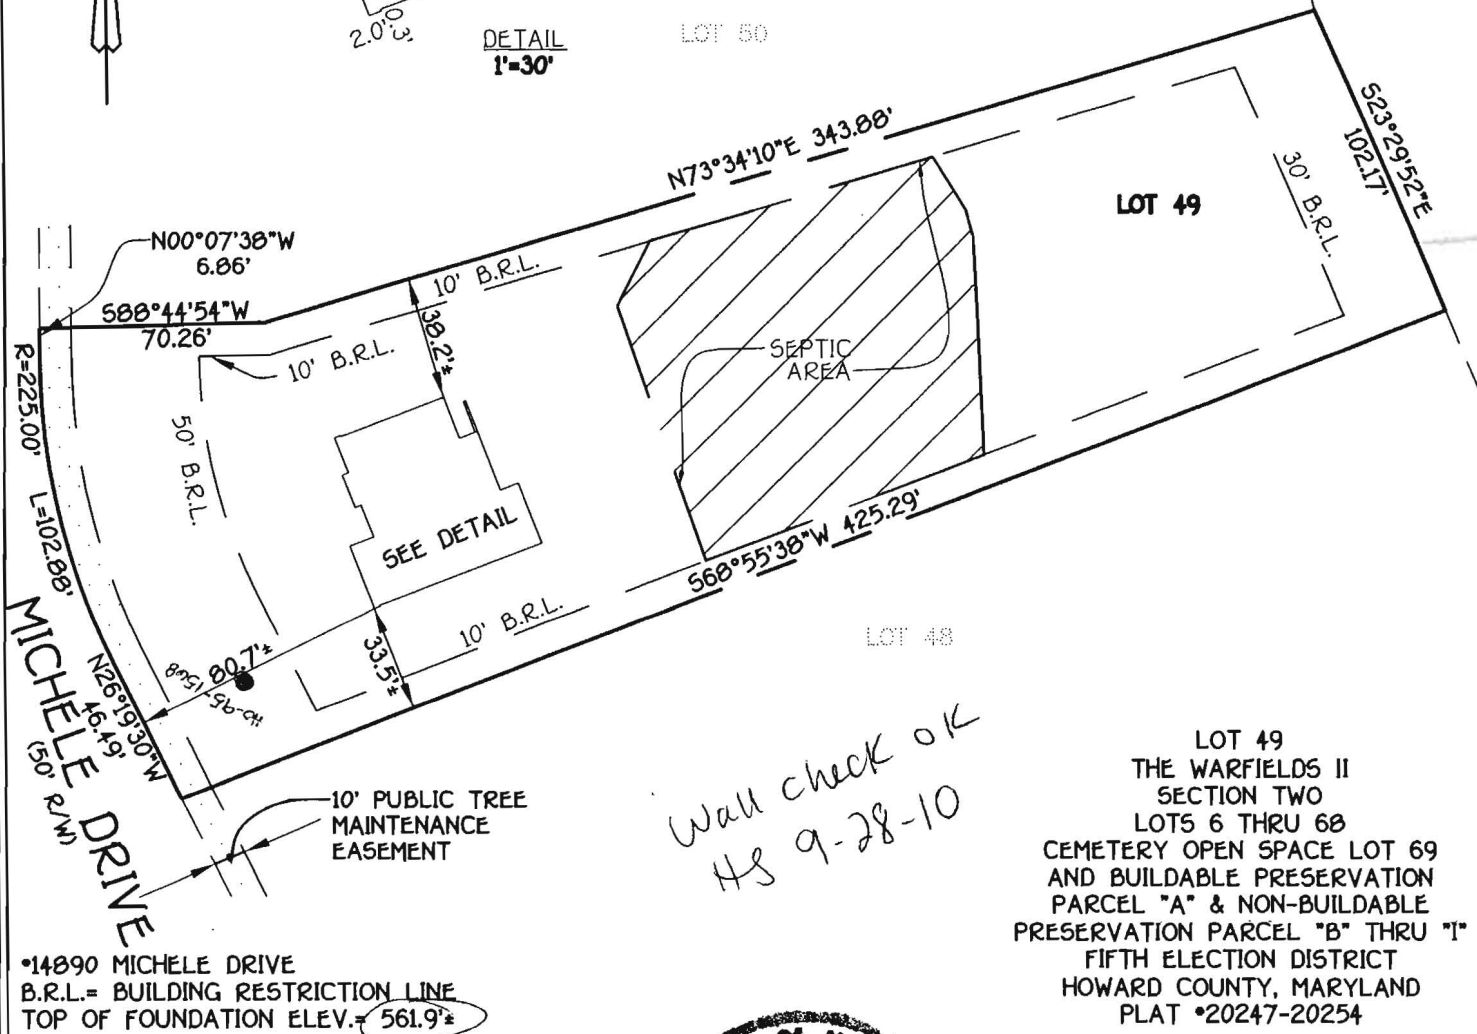 2.0'
0.3'
DETAIL
1"=30'
LOT 50
N73°34'10"E 343.88'
S23°29'52"E
102.17'
30' B.R.L.
LOT 49
N00°07'38"W
6.86'
S88°44'54"W
70.26'
10' B.R.L.
10' B.R.L.
38.2'±
SEPTIC
AREA
R=225.00' L=102.88'
50' B.R.L.
SEE DETAIL
S68°55'38"W 425.29'
10' B.R.L.
33.5'±
80.7'±
HO-95-1568
N26°19'30"W
46.49'
MICHELE DRIVE
(50' R/W)
LOT 48
10' PUBLIC TREE
MAINTENANCE
EASEMENT
Wall check OK
HS 9-28-10
LOT 49
THE WARFIELDS II
SECTION TWO
LOTS 6 THRU 68
CEMETERY OPEN SPACE LOT 69
AND BUILDABLE PRESERVATION
PARCEL "A" & NON-BUILDABLE
PRESERVATION PARCEL "B" THRU "I"
FIFTH ELECTION DISTRICT
HOWARD COUNTY, MARYLAND
PLAT #20247-20254
#14890 MICHELE DRIVE
B.R.L.= BUILDING RESTRICTION LINE
TOP OF FOUNDATION ELEV.= 561.9'±